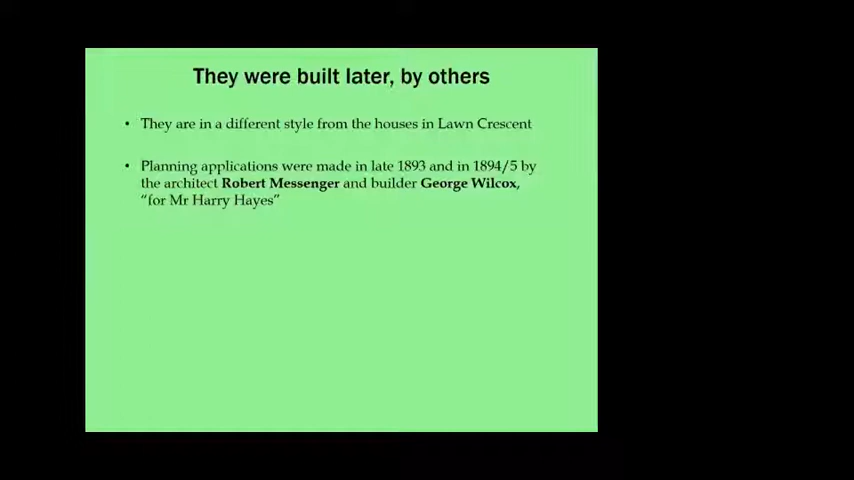 They were built later, by others
• They are in a different style from the houses in Lawn Crescent
• Planning applications were made in late 1893 and in 1894/5 by
the architect Robert Messenger and builder George Wilcox,
“for Mr Harry Hayes”